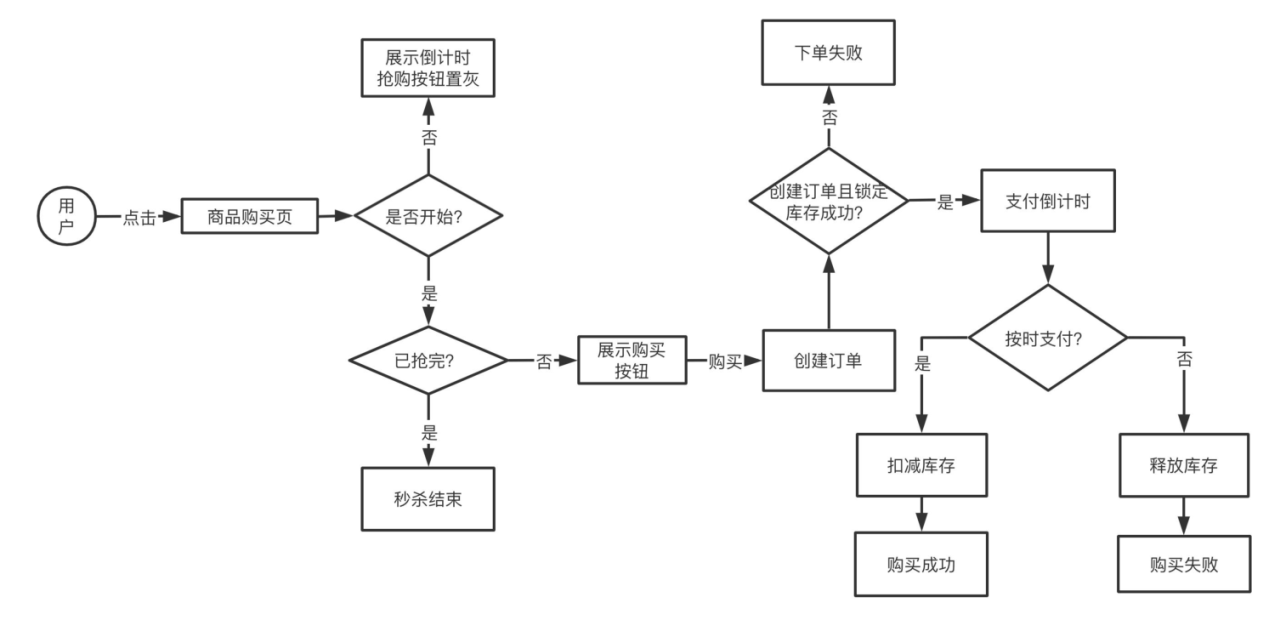 用
户
点击
商品购买页
是否开始?
否
展示倒计时
抢购按钮置灰
是
已抢完?
是
秒杀结束
否
展示购买
按钮
购买
创建订单
创建订单且锁定
库存成功?
否
下单失败
是
支付倒计时
按时支付?
是
扣减库存
购买成功
否
释放库存
购买失败